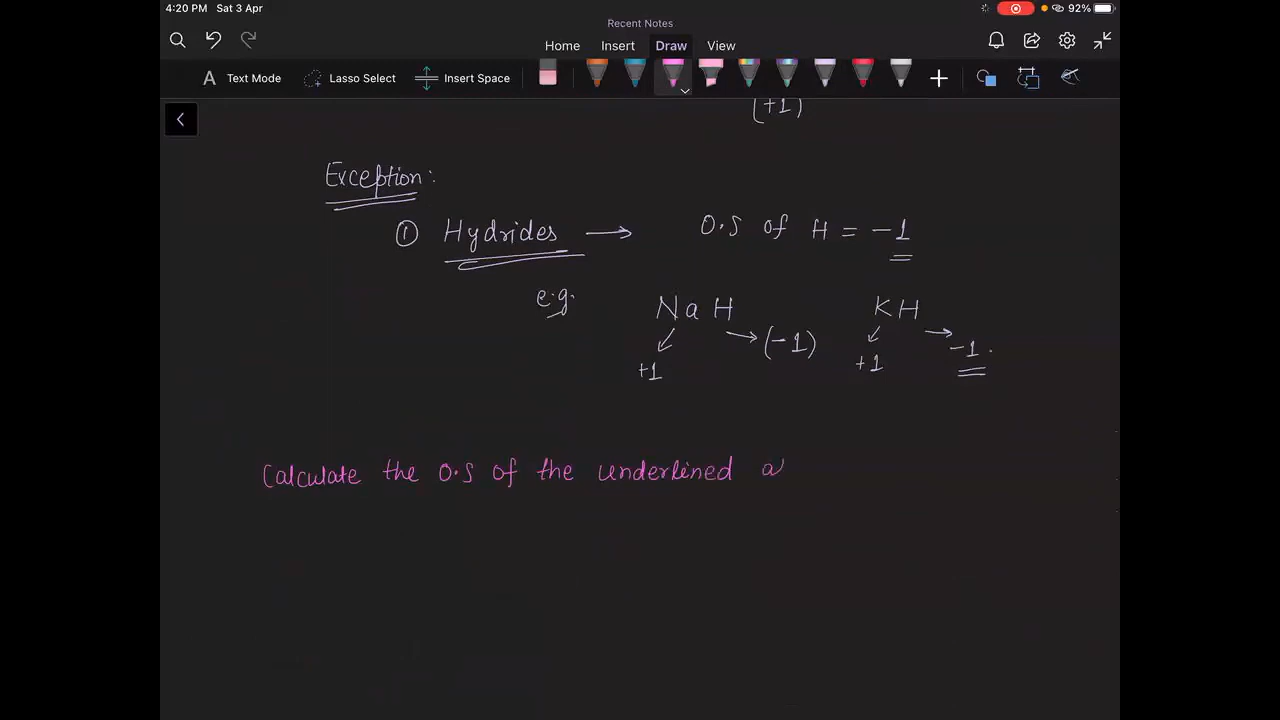 4:20 PM Sat 3 Apr
92%
Recent Notes
Home Insert Draw View
A Text Mode Lasso Select Insert Space
(+1)
Exception:
① Hydrides → O.S of H = -1
e.g. NaH KH
→ (-1) → -1.
+1 +1
Calculate the O.S of the underlined a